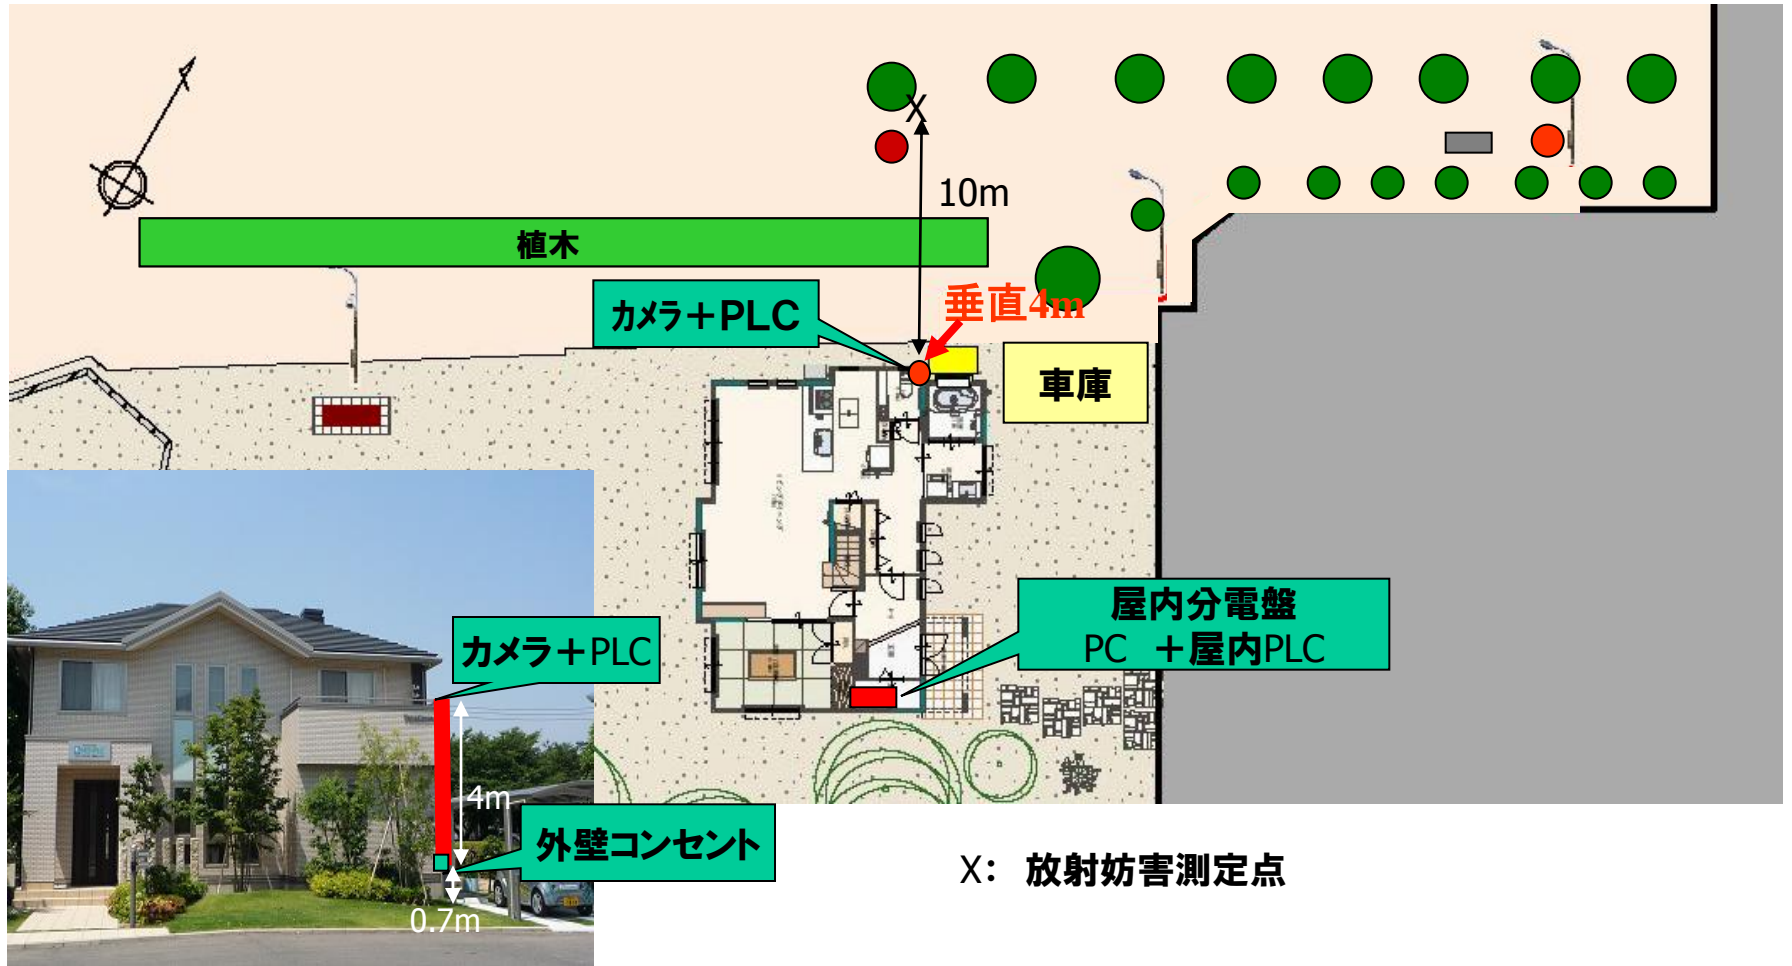 X
10m
植木
カメラ＋PLC
垂直4m
車庫
屋内分電盤
PC ＋屋内PLC
カメラ＋PLC
4m
外壁コンセント
0.7m
X： 放射妨害測定点